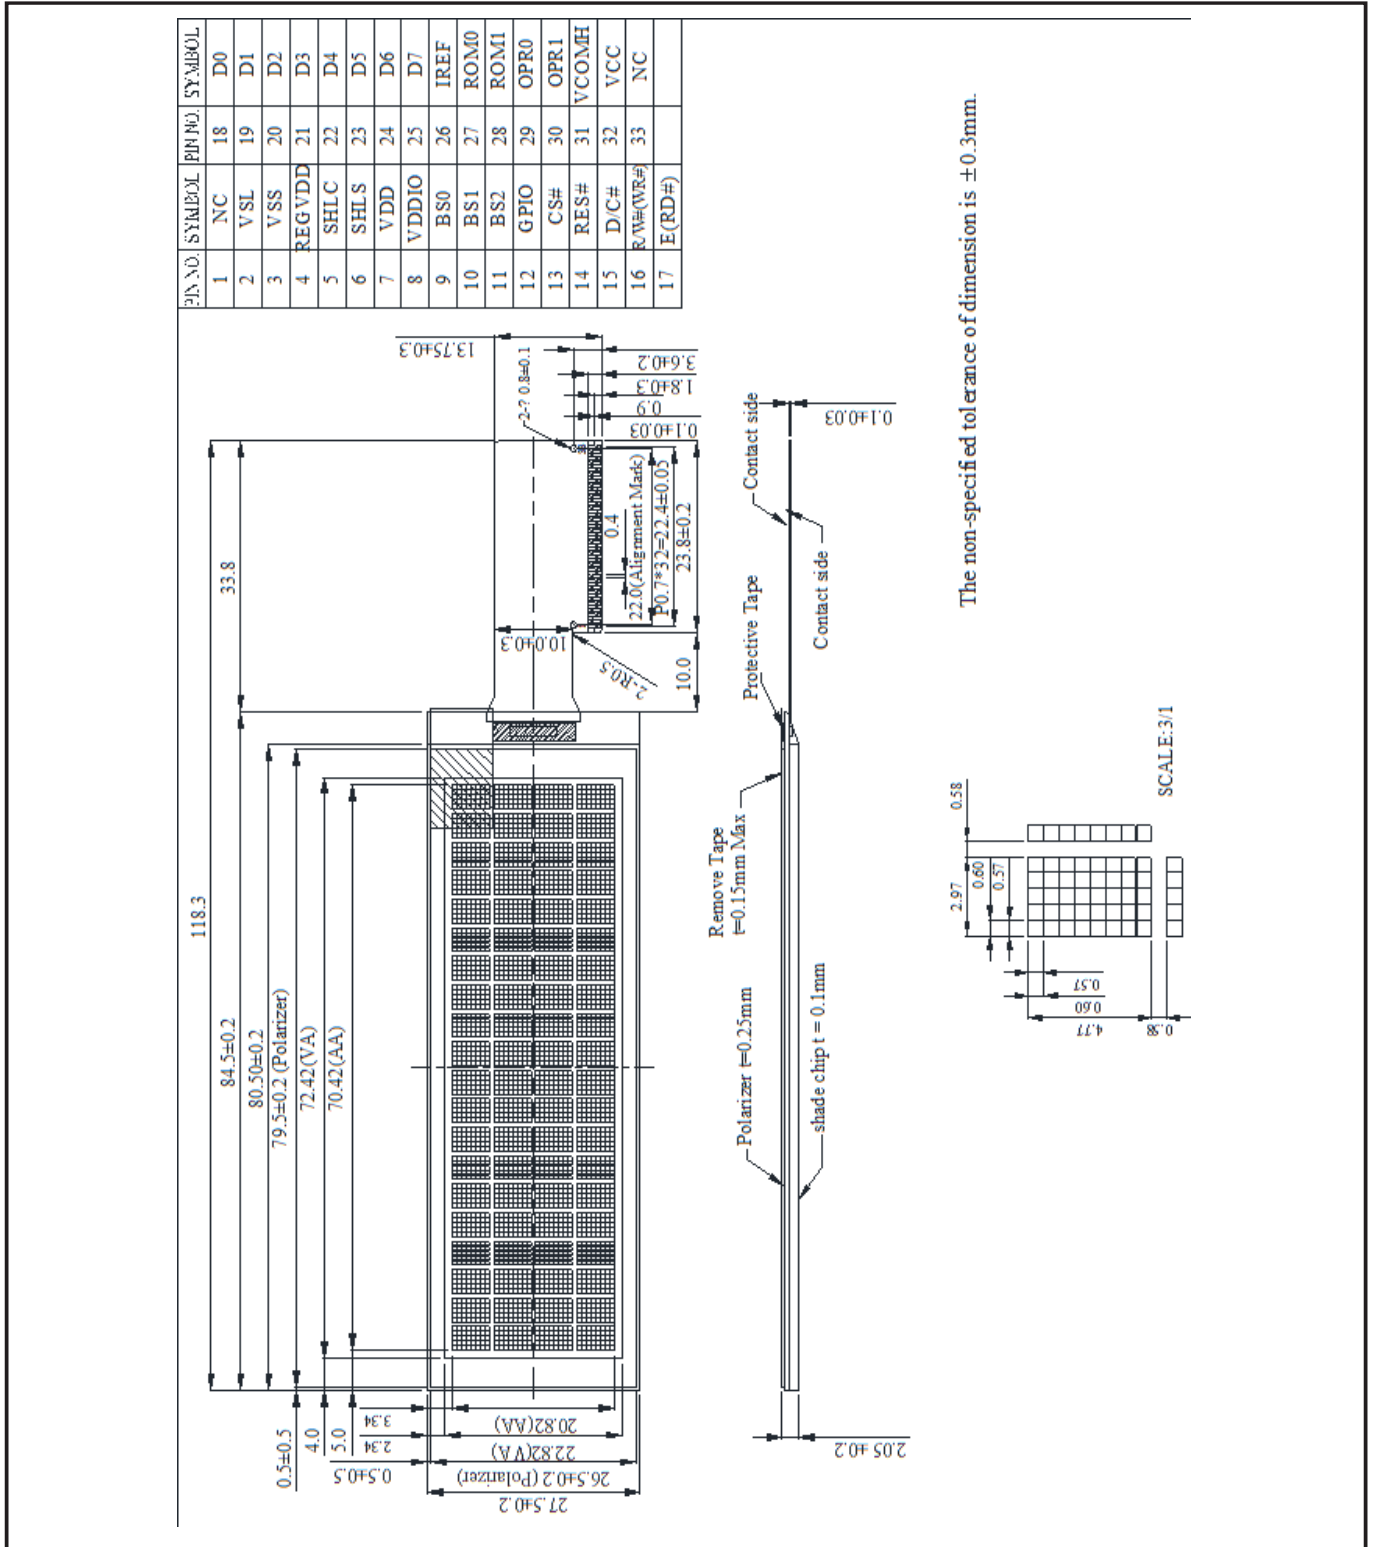 PIN NO. SYMBOL PIN NO. SYMBOL
1 NC 18 D0
2 VSL 19 D1
3 VSS 20 D2
4 REGVDD 21 D3
5 SHLC 22 D4
6 SHLS 23 D5
7 VDD 24 D6
8 VDDIO 25 D7
9 BS0 26 IREF
10 BS1 27 ROM0
11 BS2 28 ROM1
12 GPIO 29 OPR0
13 CS# 30 OPR1
14 RES# 31 VCOMH
15 D/C# 32 VCC
16 R/W#(WR#) 33 NC
17 E(RD#)
118.3
84.5±0.2
33.8
80.50±0.2
79.5±0.2 (Polarizer)
72.42(VA)
70.42(AA)
0.5±0.5
4.0
5.0
3.34
2.34
0.5±0.5
20.82(AA)
22.82(VA)
26.5±0.2 (Polarizer)
27.5±0.2
13.75±0.3
2-? 0.8±0.1
3.6±0.2
1.8±0.3
0.9
0.1±0.03
10.0±0.3
2-R0.5
0.4
22.0(Alignment Mark)
P0.7*32=22.4±0.05
23.8±0.2
10.0
Remove Tape
t=0.15mm Max
Protective Tape
Contact side
Contact side
0.1±0.03
Polarizer t=0.25mm
shade chip t = 0.1mm
2.05±0.2
The non-specified tolerance of dimension is ±0.3mm.
2.97
0.58
0.60
0.57
0.57
0.60
4.77
0.58
SCALE:3/1